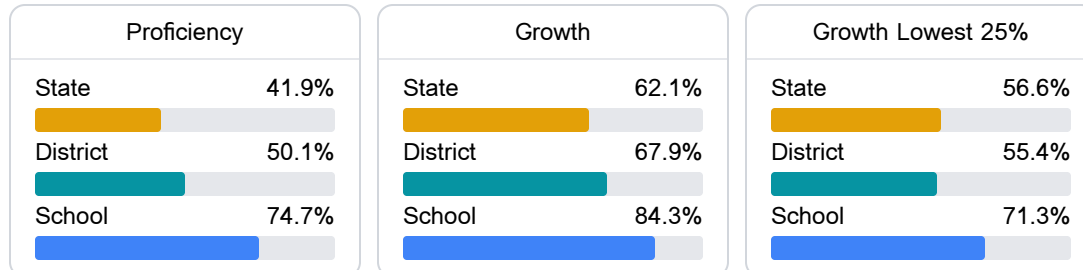 Proficiency
State 41.9%
District 50.1%
School 74.7%
Growth
State 62.1%
District 67.9%
School 84.3%
Growth Lowest 25%
State 56.6%
District 55.4%
School 71.3%